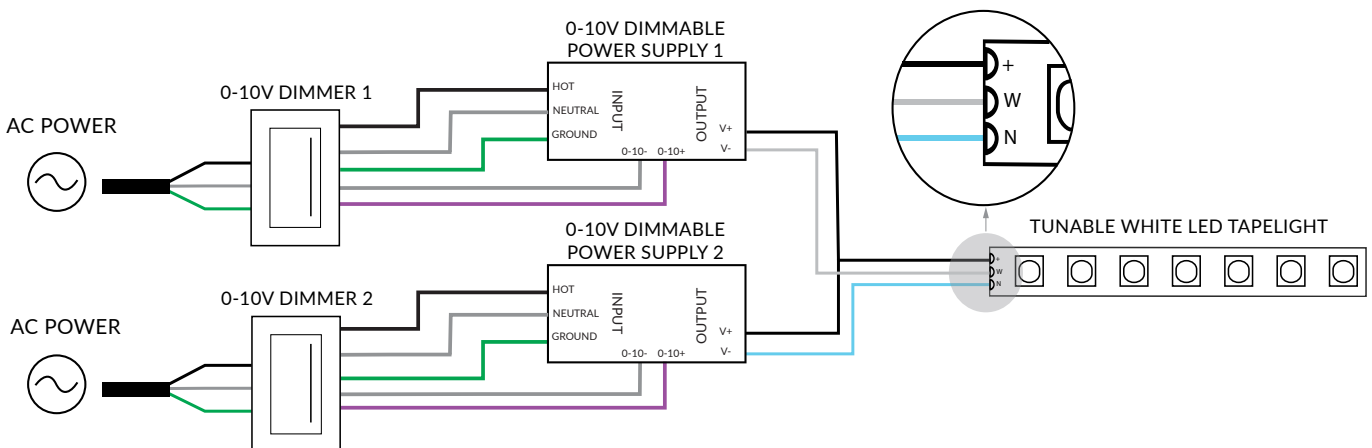 0-10V DIMMABLE
POWER SUPPLY 1
0-10V DIMMER 1
AC POWER
HOT
NEUTRAL
GROUND
INPUT
OUTPUT
V+
V-
0-10-
0-10+
+
W
N
0-10V DIMMABLE
POWER SUPPLY 2
TUNABLE WHITE LED TAPELIGHT
+
W
N
0-10V DIMMER 2
AC POWER
HOT
NEUTRAL
GROUND
INPUT
OUTPUT
V+
V-
0-10-
0-10+